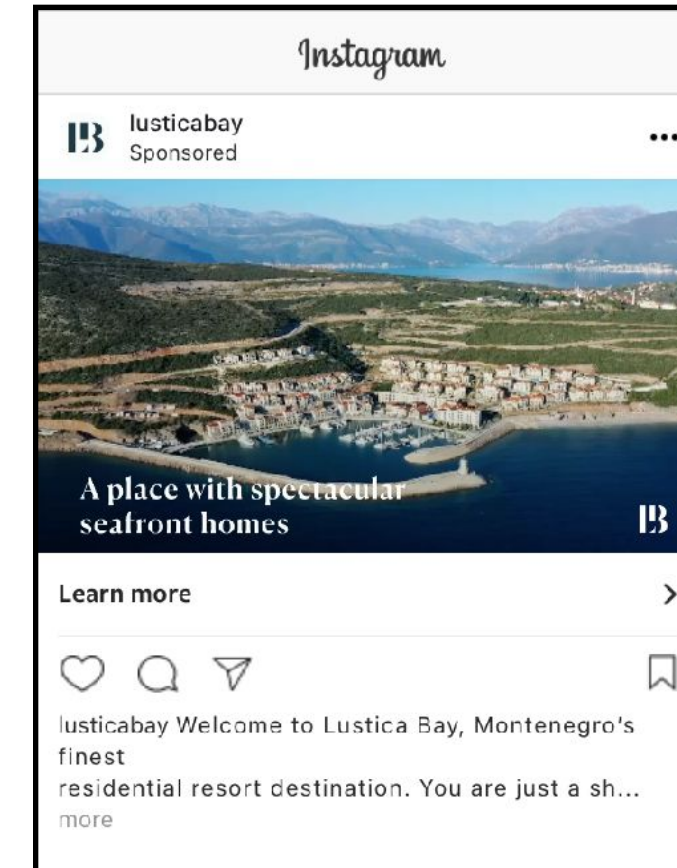 Instagram
lusticabay
Sponsored
A place with spectacular
seafront homes
LB
Learn more
lusticabay Welcome to Lustica Bay, Montenegro's
finest
residential resort destination. You are just a sh...
more